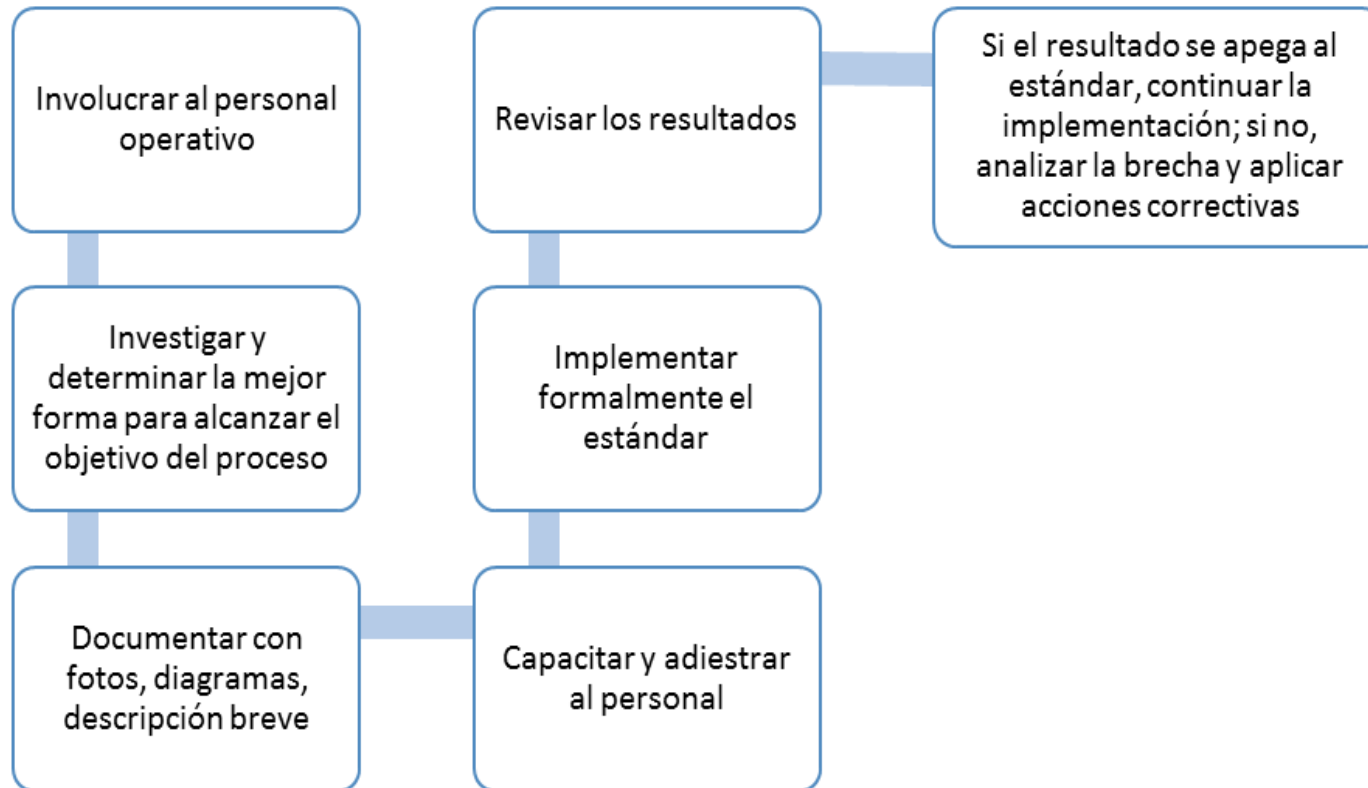 Involucrar al personal
operativo
Investigar y
determinar la mejor
forma para alcanzar el
objetivo del proceso
Documentar con
fotos, diagramas,
descripción breve
Capacitar y adiestrar
al personal
Implementar
formalmente el
estándar
Revisar los resultados
Si el resultado se apega al
estándar, continuar la
implementación; si no,
analizar la brecha y aplicar
acciones correctivas